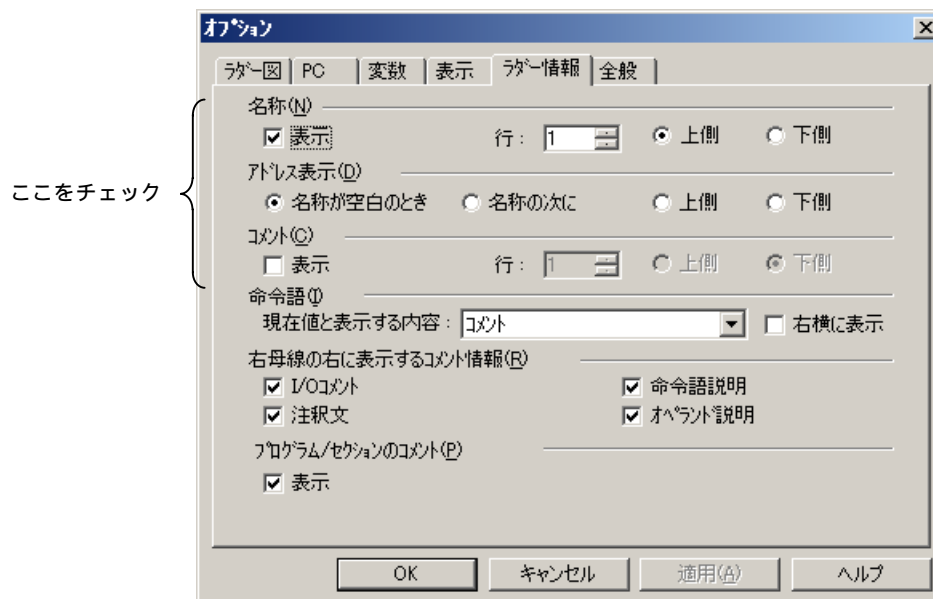 オプション
ラダー図 PC 変数 表示 ラダー情報 全般
名称(N)
表示 行: 1 上側 下側
アドレス表示(D)
名称が空白のとき 名称の次に 上側 下側
コメント(C)
表示 行: 1 上側 下側
ここをチェック
命令語(I)
現在値と表示する内容: コメント 右横に表示
右母線の右に表示するコメント情報(R)
I/Oコメント 命令語説明
注釈文 オペランド説明
プログラム/セクションのコメント(P)
表示
OK キャンセル 適用(A) ヘルプ